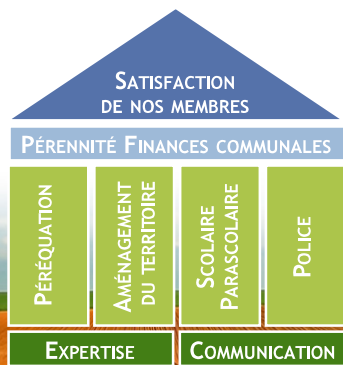 SATISFACTION
DE NOS MEMBRES
PÉRENNITÉ FINANCES COMMUNALES
PÉRÉQUATION
AMÉNAGEMENT
DU TERRITOIRE
SCOLAIRE
PARASCOLAIRE
POLICE
EXPERTISE
COMMUNICATION